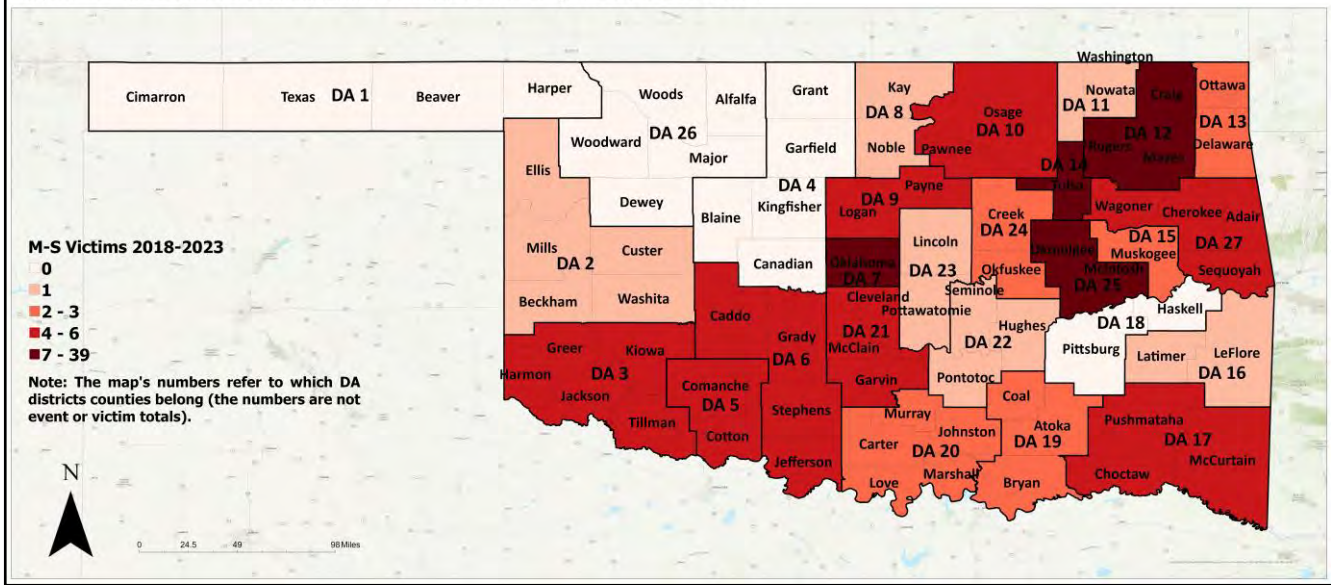 Washington
Cimarron
Texas
DA 1
Beaver
Harper
Woods
Alfalfa
Grant
Kay
DA 8
Osage
DA 10
Nowata
DA 11
Craig
DA 12
Ottawa
DA 13
Woodward
DA 26
Major
Garfield
Noble
Pawnee
Rogers
Mayes
Delaware
Ellis
DA 14
Tulsa
Dewey
Blaine
DA 4
Kingfisher
DA 9
Logan
Payne
Creek
DA 24
Wagoner
Cherokee
Adair
M-S Victims 2018-2023
0
1
2 - 3
4 - 6
7 - 39
Mills
DA 2
Custer
Canadian
Oklahoma
DA 7
Lincoln
DA 23
Okfuskee
Okmulgee
DA 15
Muskogee
DA 27
McIntosh
DA 25
Sequoyah
Beckham
Washita
Caddo
Cleveland
Pottawatomie
Seminole
Haskell
DA 18
Grady
DA 6
DA 21
McClain
Hughes
DA 22
Pittsburg
Latimer
LeFlore
DA 16
Greer
Kiowa
Harmon
DA 3
Jackson
Comanche
DA 5
Garvin
Pontotoc
Note: The map's numbers refer to which DA
districts counties belong (the numbers are not
event or victim totals).
Tillman
Cotton
Stephens
Murray
Coal
Pushmataha
DA 17
Carter
Johnston
DA 20
Atoka
DA 19
McCurtain
Jefferson
Love
Marshall
Bryan
Choctaw
N
0 24.5 49 98 Miles